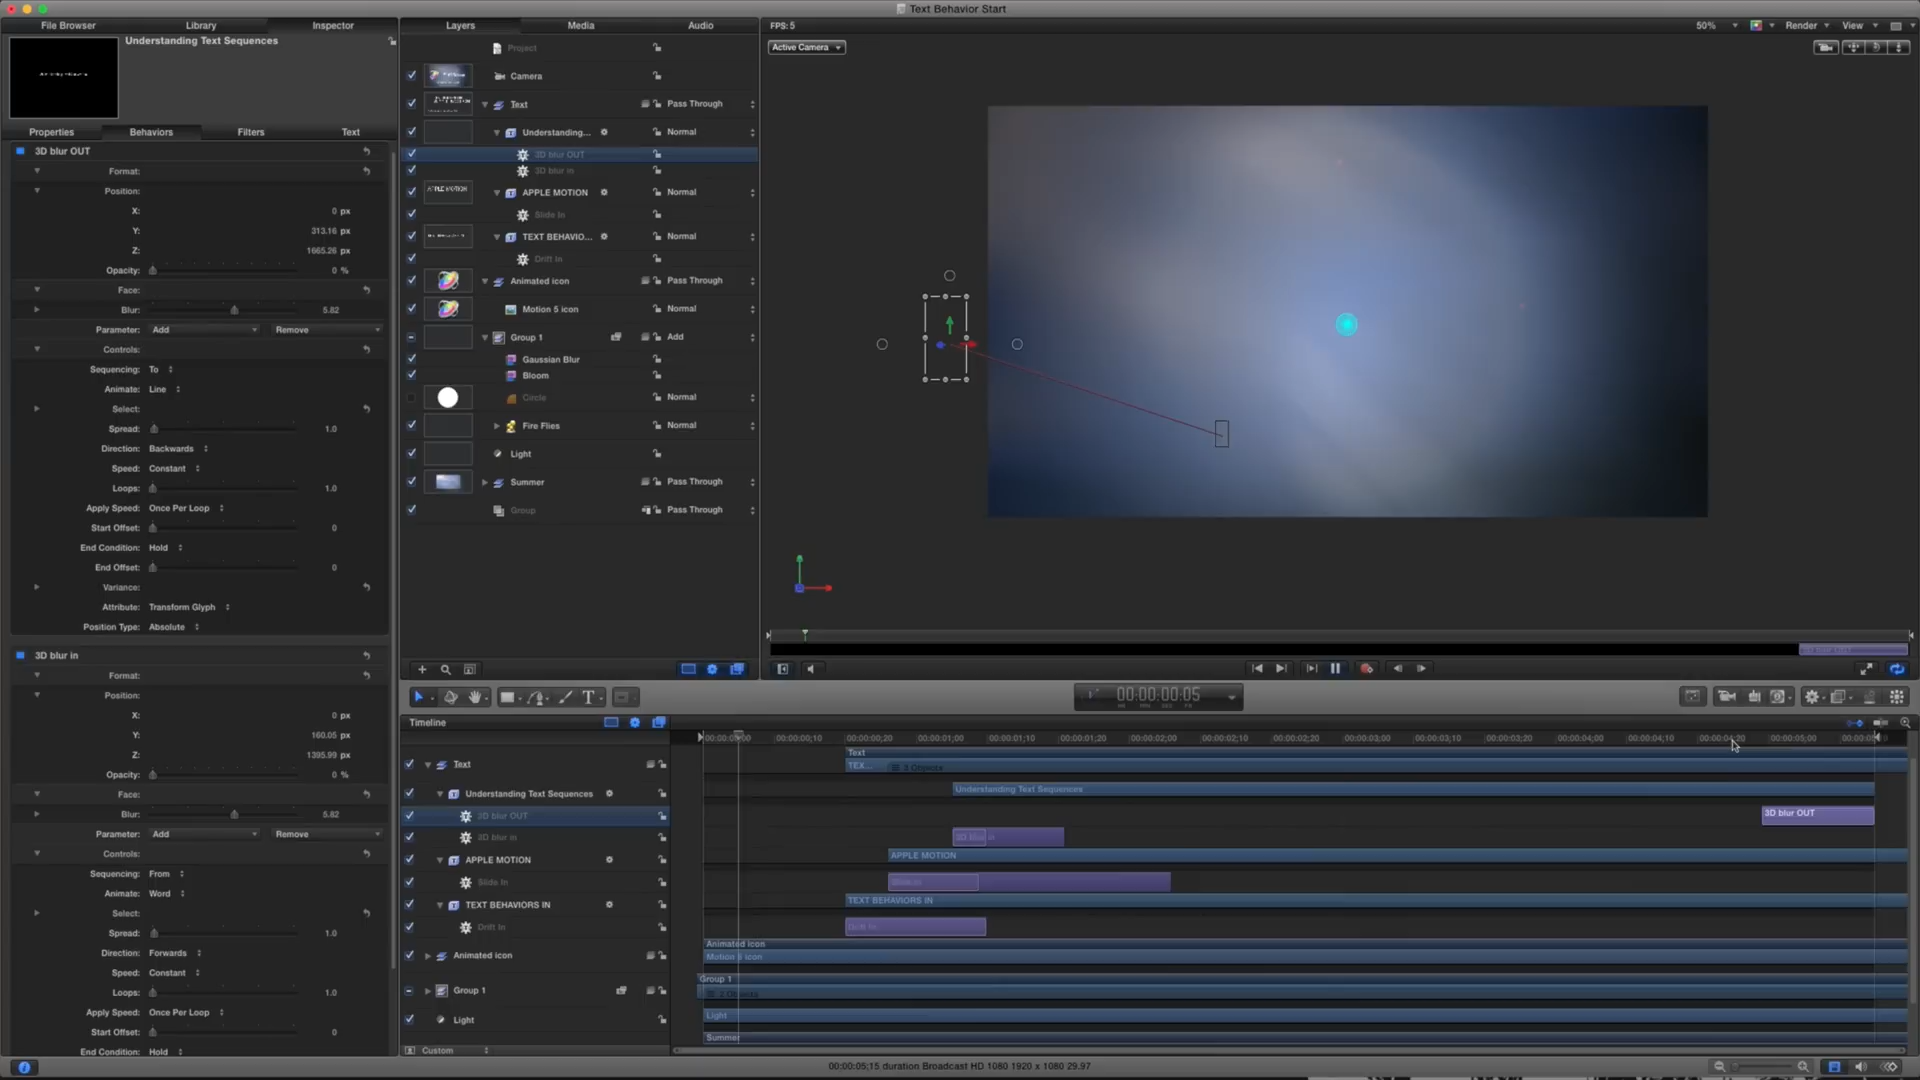 Text Behavior Start
File Browser Library Inspector
Layers Media Audio
FPS: 5
50% Render View
Understanding Text Sequences
Active Camera
Properties Behaviors Filters Text
3D blur OUT
Format:
Position:
X: 0 px
Y: 313.16 px
Z: 1665.26 px
Opacity: 0 %
Face:
Blur: 5.82
Parameter: Add Remove
Controls:
Sequencing: To
Animate: Line
Select:
Spread: 1.0
Direction: Backwards
Speed: Constant
Loops: 1.0
Apply Speed: Once Per Loop
Start Offset: 0
End Condition: Hold
End Offset: 0
Variance:
Attribute: Transform Glyph
Position Type: Absolute
3D blur in
Format:
Position:
X: 0 px
Y: 160.05 px
Z: 1395.99 px
Opacity: 0 %
Face:
Blur: 5.82
Parameter: Add Remove
Controls:
Sequencing: From
Animate: Word
Select:
Spread: 1.0
Direction: Forwards
Speed: Constant
Loops: 1.0
Apply Speed: Once Per Loop
Start Offset: 0
End Condition: Hold
Project
Camera
Text Pass Through
Understanding... Normal
3D blur OUT
3D blur in
APPLE MOTION Normal
Slide In
TEXT BEHAVIO... Normal
Drift In
Animated icon Pass Through
Motion 5 icon Normal
Group 1 Add
Gaussian Blur
Bloom
Circle Normal
Fire Flies Normal
Light
Summer Pass Through
Group Pass Through
00:00:00:05
Timeline
00:00:00;10 00:00:00;20 00:00:01;00 00:00:01;10 00:00:01;20 00:00:02;00 00:00:02;10 00:00:02;20 00:00:03;00 00:00:03;10 00:00:03;20 00:00:04;00 00:00:04;10 00:00:04;20 00:00:05;00
Text
Text
TEX... 3 Objects
Understanding Text Sequences
Understanding Text Sequences
3D blur OUT
3D blur OUT
3D blur in
3D blur in
APPLE MOTION
APPLE MOTION
Slide In
Slide In
TEXT BEHAVIORS IN
TEXT BEHAVIORS IN
Drift In
Drift In
Animated icon
Animated icon
Motion 5 icon
Group 1
Group 1
3 Objects
Light
Light
Summer
Custom
00:00:05;15 duration Broadcast HD 1080 1920 x 1080 29.97